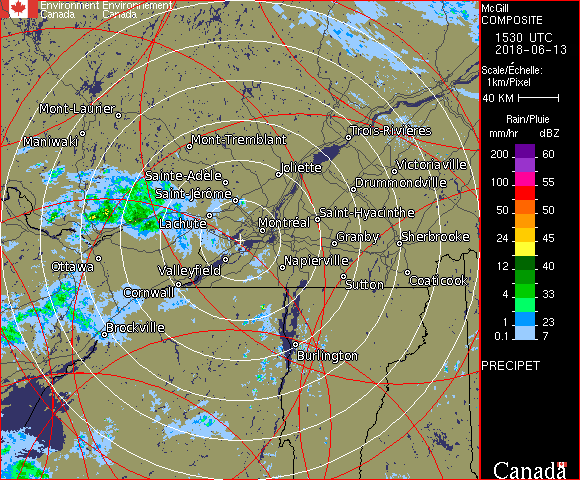 Environment Environnement
Canada Canada
Mont-Laurier
Maniwaki
Mont-Tremblant
Trois-Rivières
Joliette
Victoriaville
Sainte-Adèle
Drummondville
Saint-Jérôme
Saint-Hyacinthe
Lachute
Montréal
Granby
Sherbrooke
Ottawa
Valleyfield
Napierville
Sutton
Coaticook
Cornwall
Brockville
Burlington
McGill
COMPOSITE
1530 UTC
2018-06-13
Scale/Échelle:
1km/Pixel
40 KM
Rain/Pluie
mm/hr dBZ
200 60
55
100 55
50 50
24 45
12 40
4 33
1 23
0.1 7
PRECIPET
Canada